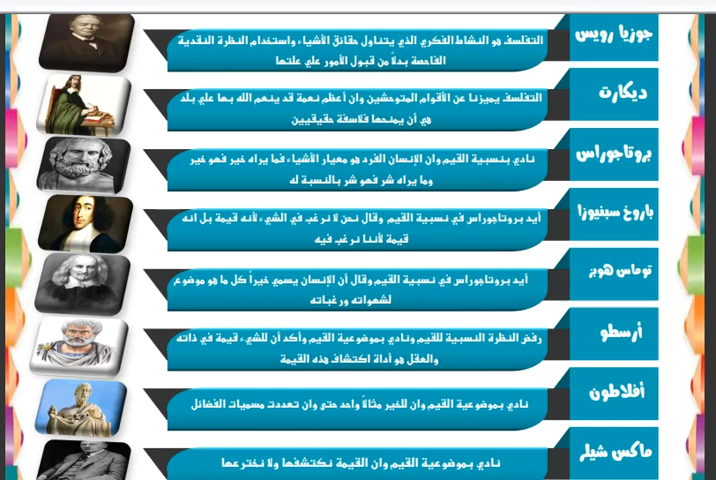 جوزيا رويس
التفلسف هو النشاط الفكري الذي يتناول حقائق الأشياء واستخدام النظرة النقدية
الفاحصة بدلاً من قبول الأمور علي علتها
ديكارت
التفلسف يميزنا عن الأقوام المتوحشين وان أعظم نعمة قد ينعم الله بها علي بلد
هي أن يمنحها فلاسفة حقيقيين
بروتاجوراس
نادي بنسبية القيم وان الإنسان الفرد هو معيار الأشياء فما يراه خير فهو خير
وما يراه شر فهو شر بالنسبة له
باروخ سبنيوزا
أيد بروتاجوراس في نسبية القيم وقال نحن لا نرغب في الشيء لأنه قيمة بل انه
قيمة لأننا نرغب فيه
توماس هوبز
أيد بروتاجوراس في نسبية القيم وقال أن الإنسان يسمي خيراً كل ما هو موضوع
لشهواته ورغباته
أرسطو
رفض النظرة النسبية للقيم ونادي بموضوعية القيم وأكد أن للشيء قيمة في ذاته
والعقل هو أداة اكتشاف هذه القيمة
أفلاطون
نادي بموضوعية القيم وان للخير مثالاً واحد حتى وان تعددت مسميات الفضائل
ماكس شيلر
نادي بموضوعية القيم وان القيمة نكتشفها ولا نخترعها